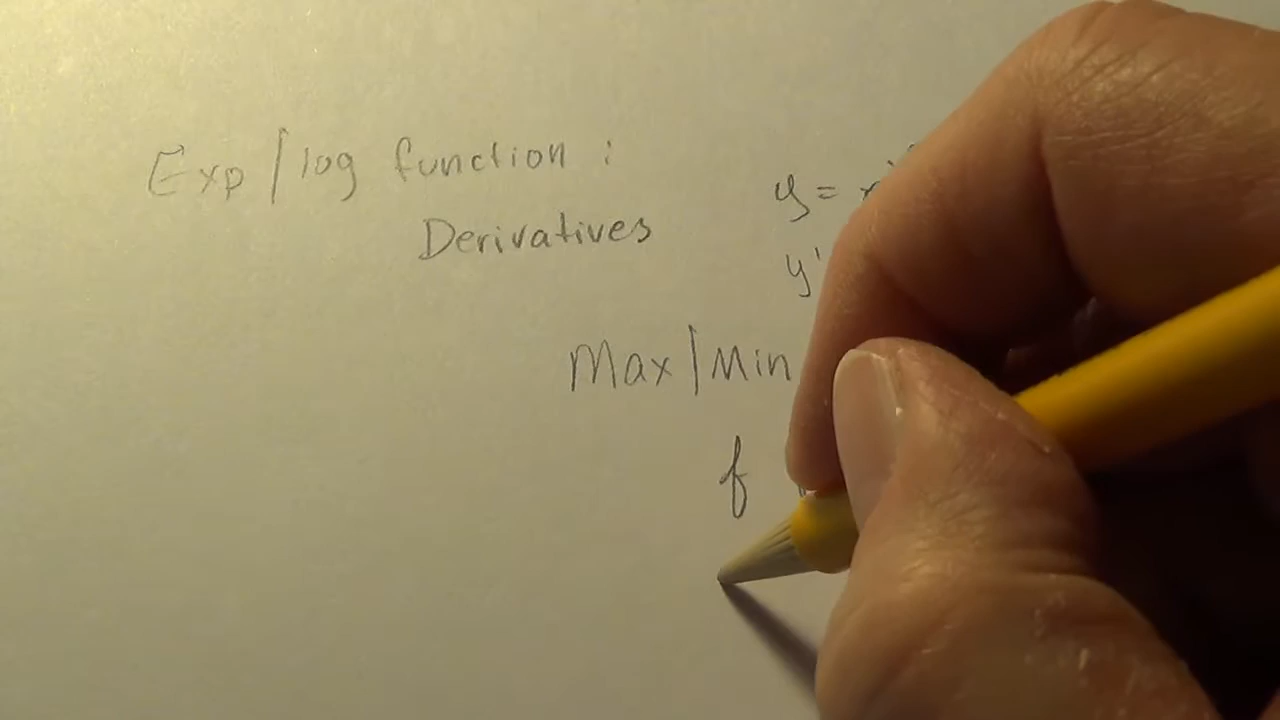 Exp/log function :
Derivatives
y =
y'
Max/Min
f